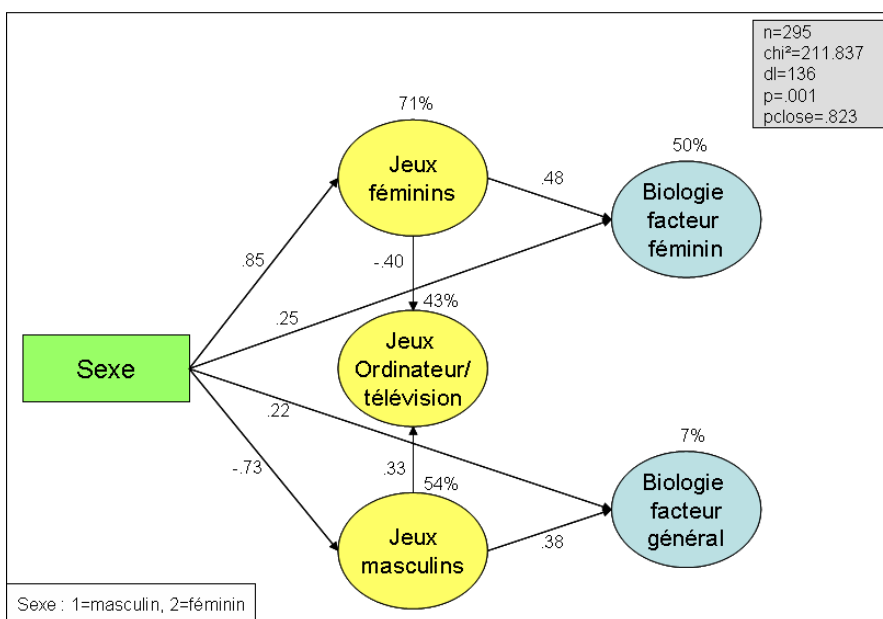 n=295
chi²=211.837
dl=136
p=.001
pclose=.823
71%
Jeux
féminins
50%
Biologie
facteur
féminin
.48
.85
-.40
.25
43%
Jeux
Ordinateur/
télévision
Sexe
.22
-.73
.33
54%
Jeux
masculins
7%
Biologie
facteur
général
.38
Sexe : 1=masculin, 2=féminin